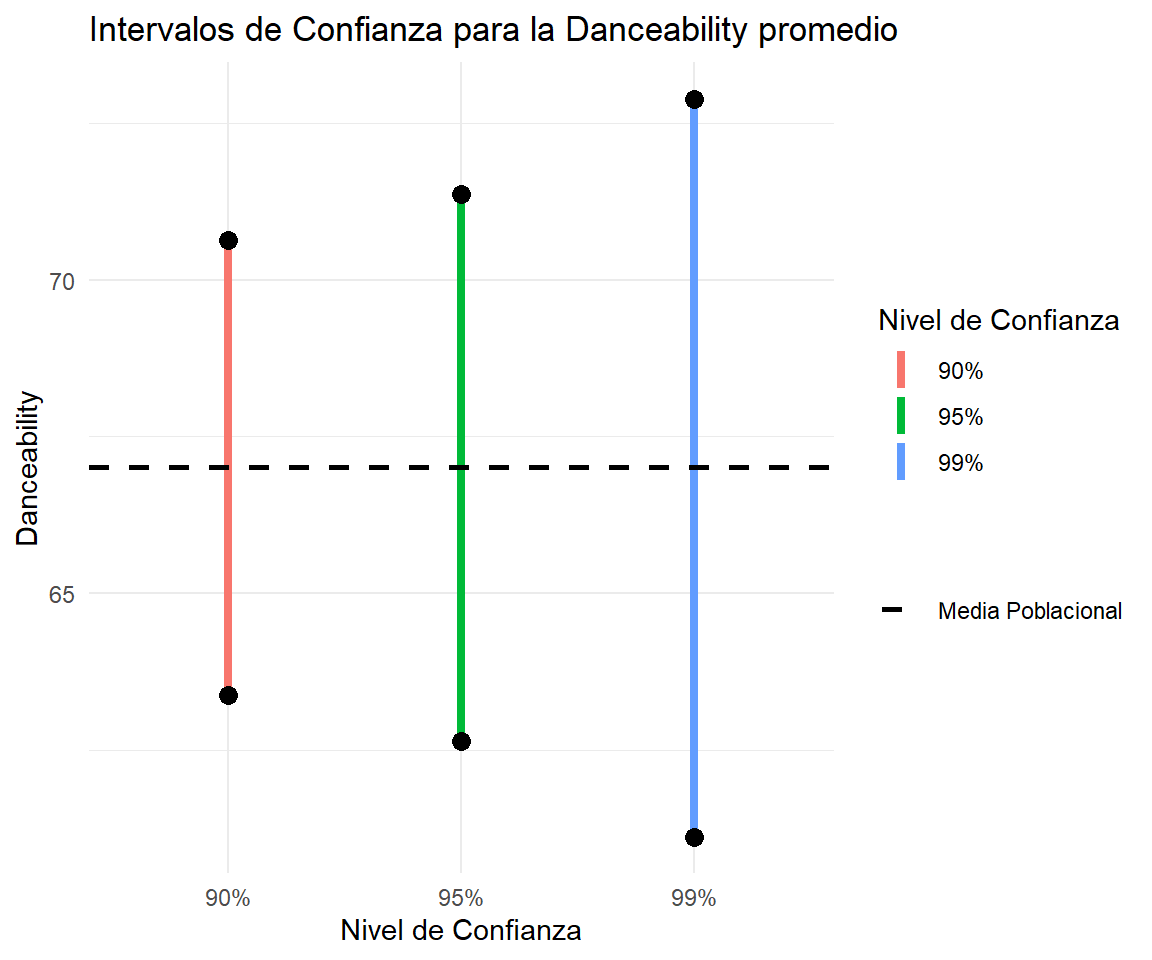 Intervalos de Confianza para la Danceability promedio
Danceability
70
65
90%
95%
99%
Nivel de Confianza
Nivel de Confianza
90%
95%
99%
Media Poblacional